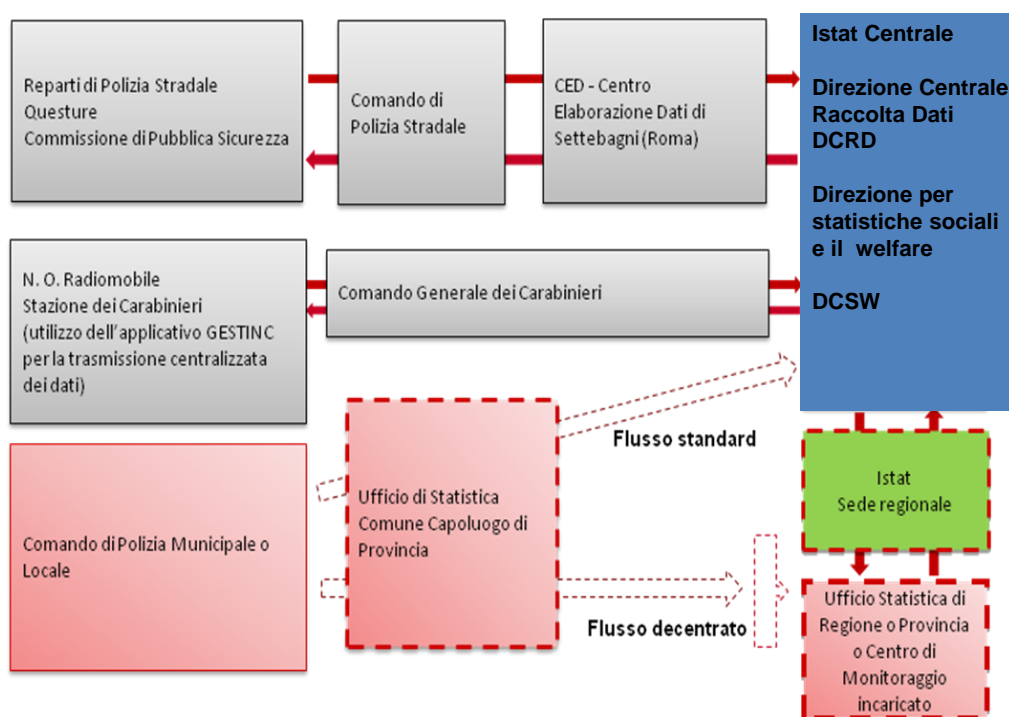 Reparti di Polizia Stradale
Questure
Commissione di Pubblica Sicurezza
Comando di
Polizia Stradale
CED - Centro
Elaborazione Dati di
Settebagni (Roma)
Istat Centrale
Direzione Centrale
Raccolta Dati
DCRD
Direzione per
statistiche sociali
e il welfare
DCSW
N. O. Radiomobile
Stazione dei Carabinieri
(utilizzo dell'applicativo GESTINC
per la trasmissione centralizzata
dei dati)
Comando Generale dei Carabinieri
Comando di Polizia Municipale o
Locale
Ufficio di Statistica
Comune Capoluogo di
Provincia
Flusso standard
Flusso decentrato
Istat
Sede regionale
Ufficio Statistica di
Regione o Provincia
o Centro di
Monitoraggio
incaricato